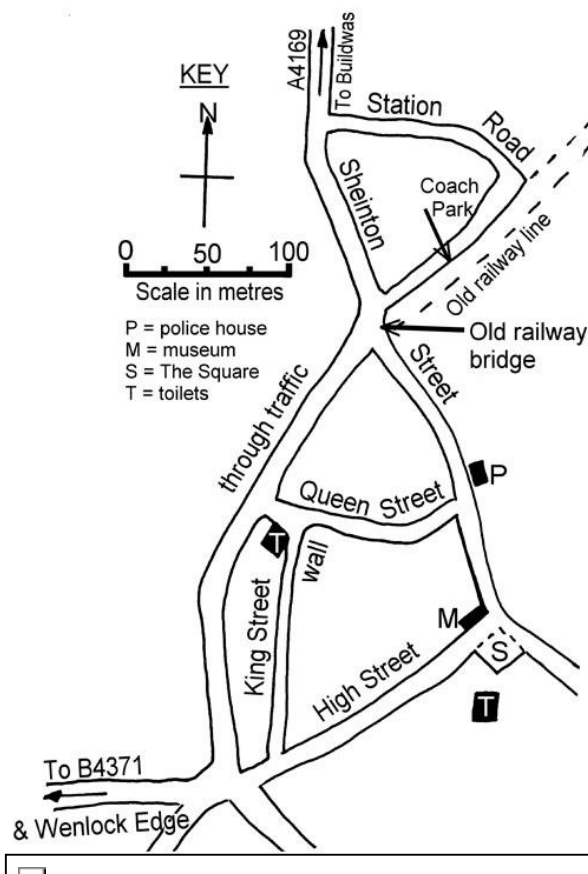 A4169
To Buildwas
KEY
N
Station
Road
Sheinton
Coach
Park
0 50 100
Scale in metres
Old railway line
P = police house
M = museum
S = The Square
T = toilets
Old railway
bridge
Street
through traffic
P
Queen Street
T
wall
King Street
M
High Street
S
T
To B4371
& Wenlock Edge